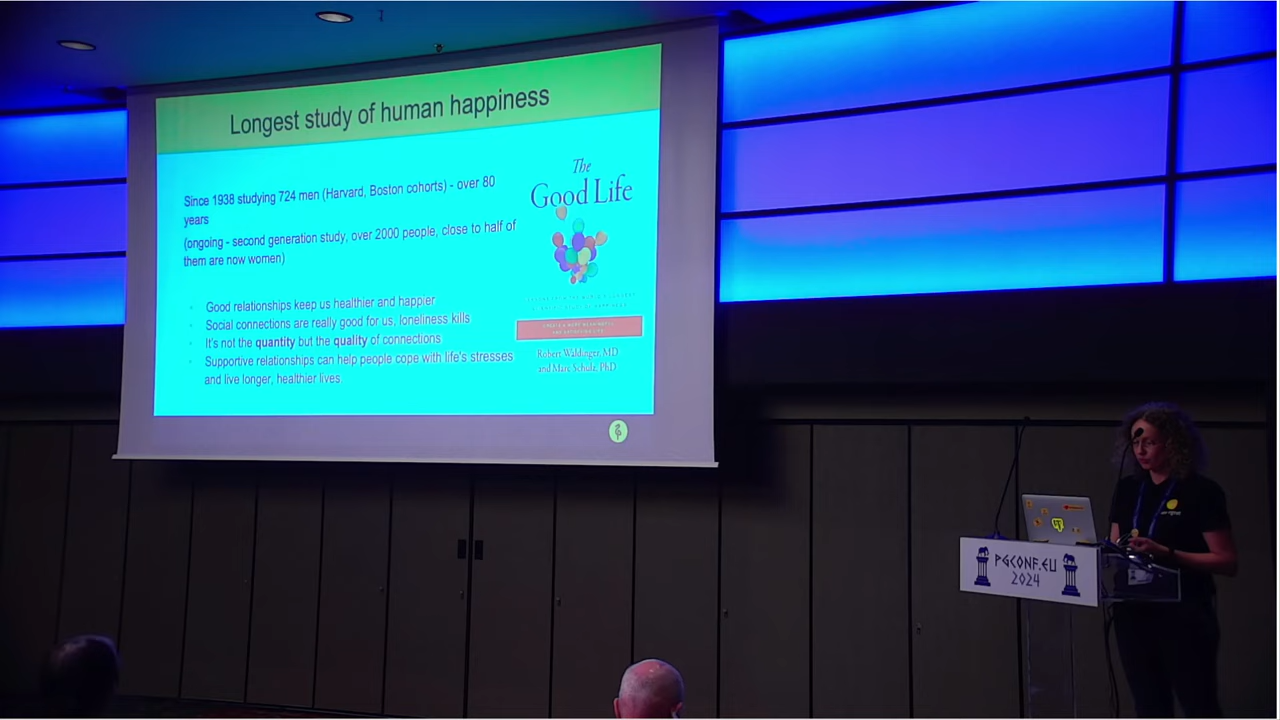 Longest study of human happiness
Since 1938 studying 724 men (Harvard, Boston cohorts) - over 80
years
(ongoing - second generation study, over 2000 people, close to half of
them are now women)
Good relationships keep us healthier and happier
Social connections are really good for us, loneliness kills
It's not the quantity but the quality of connections
Supportive relationships can help people cope with life's stresses
and live longer, healthier lives.
The
Good Life
Robert Waldinger, MD
and Marc Schulz, PhD
PGCONF.EU
2024